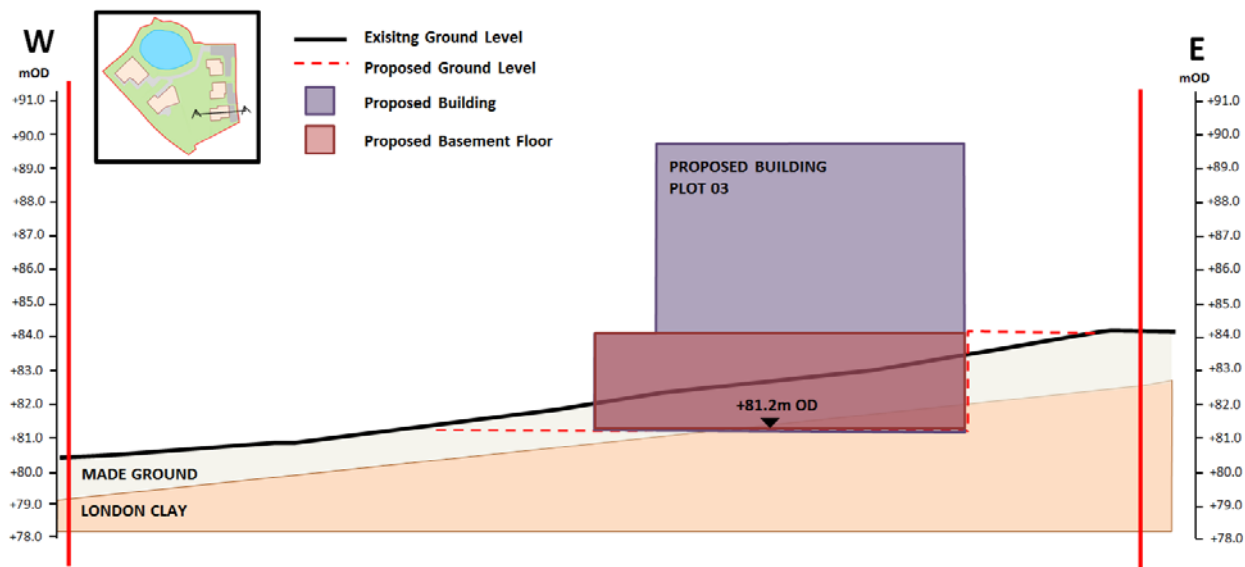 W
mOD
+91.0
+90.0
+89.0
+88.0
+87.0
+86.0
+85.0
+84.0
+83.0
+82.0
+81.0
+80.0
+79.0
+78.0
A
A
Exisitng Ground Level
Proposed Ground Level
Proposed Building
Proposed Basement Floor
PROPOSED BUILDING
PLOT 03
+81.2m OD
MADE GROUND
LONDON CLAY
E
mOD
+91.0
+90.0
+89.0
+88.0
+87.0
+86.0
+85.0
+84.0
+83.0
+82.0
+81.0
+80.0
+79.0
+78.0